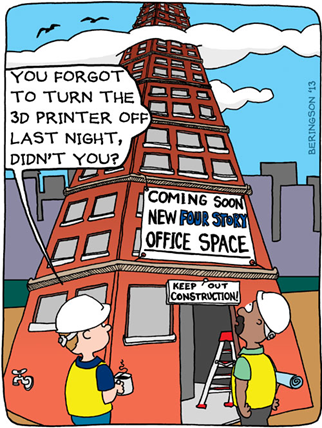 YOU FORGOT
TO TURN THE
3D PRINTER OFF
LAST NIGHT,
DIDN'T YOU?
BERINGSON '13
COMING SOON
NEW FOUR STORY
OFFICE SPACE
KEEP OUT
CONSTRUCTION!